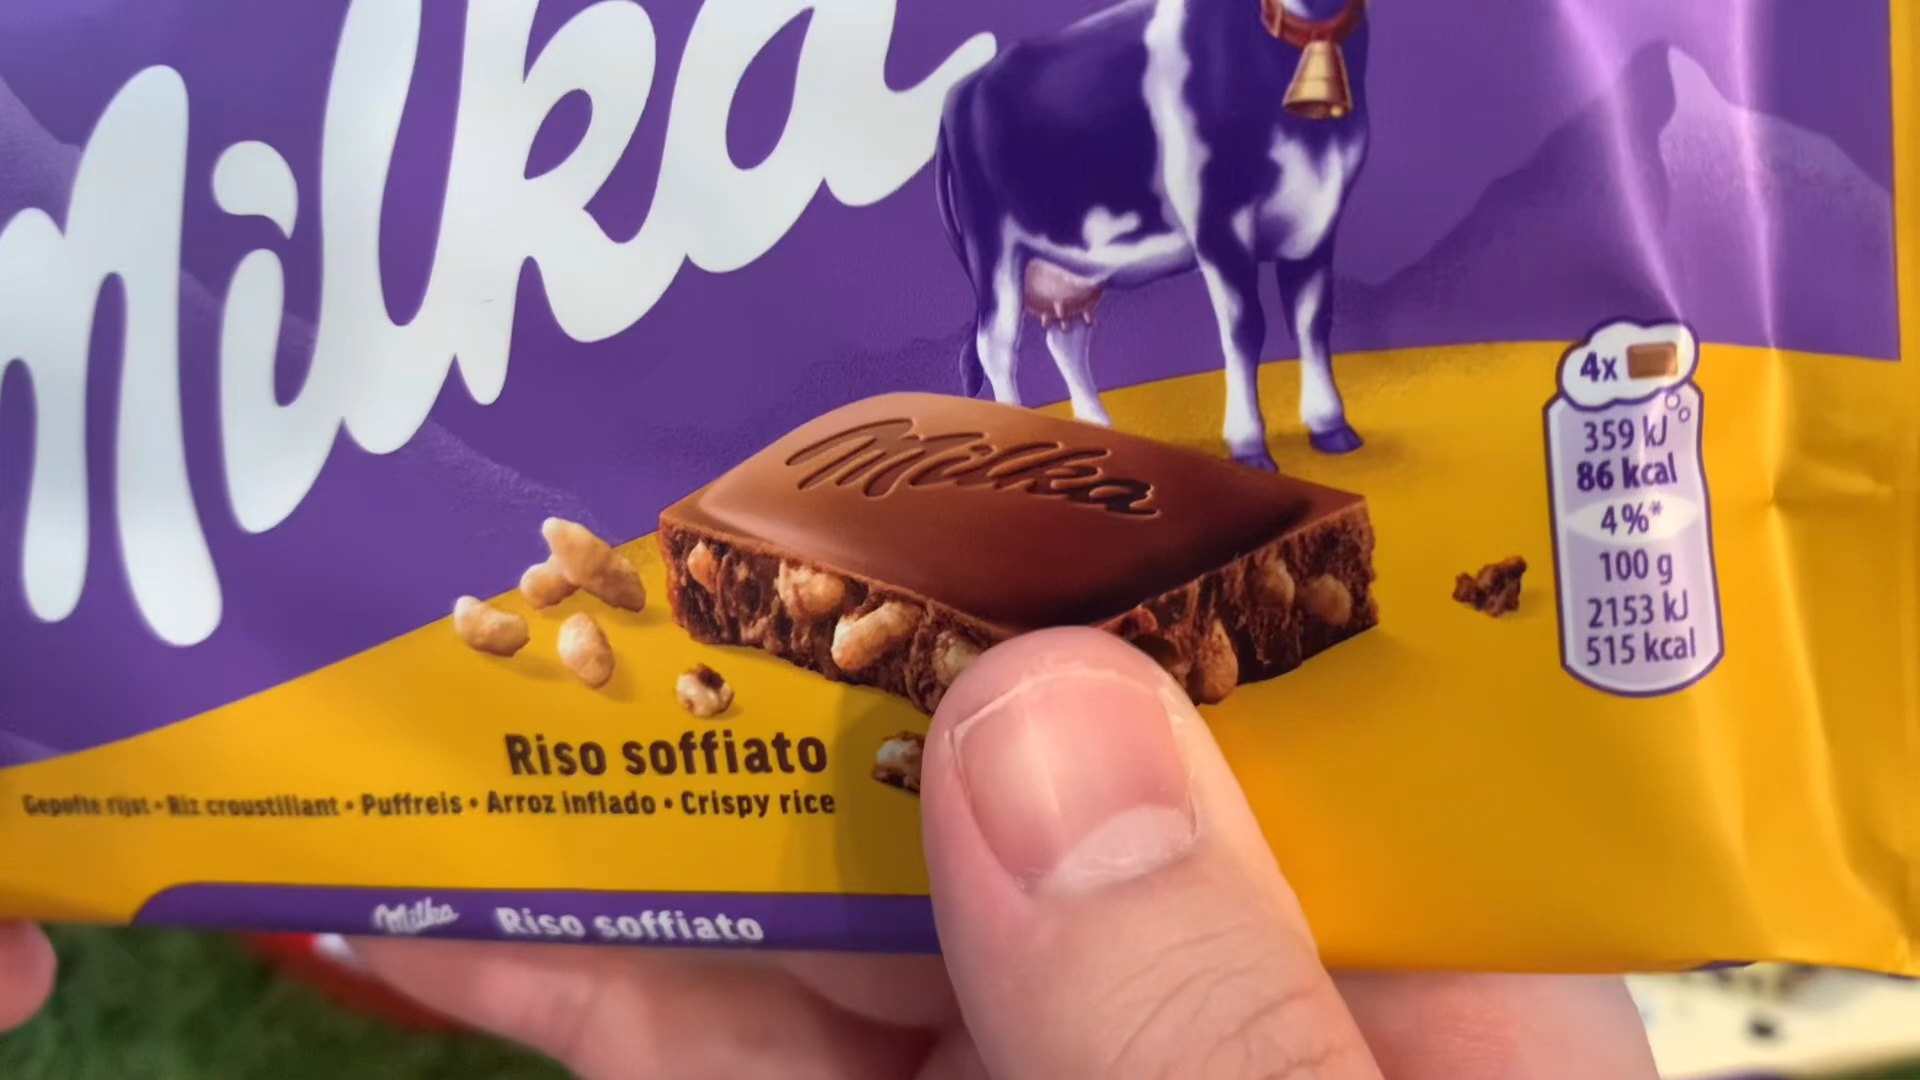 Milka
Milka
4x
359 kJ
86 kcal
4%*
100 g
2153 kJ
515 kcal
Riso soffiato
Gepofte rijst • Riz croustillant • Puffreis • Arroz inflado • Crispy rice
Milka Riso soffiato